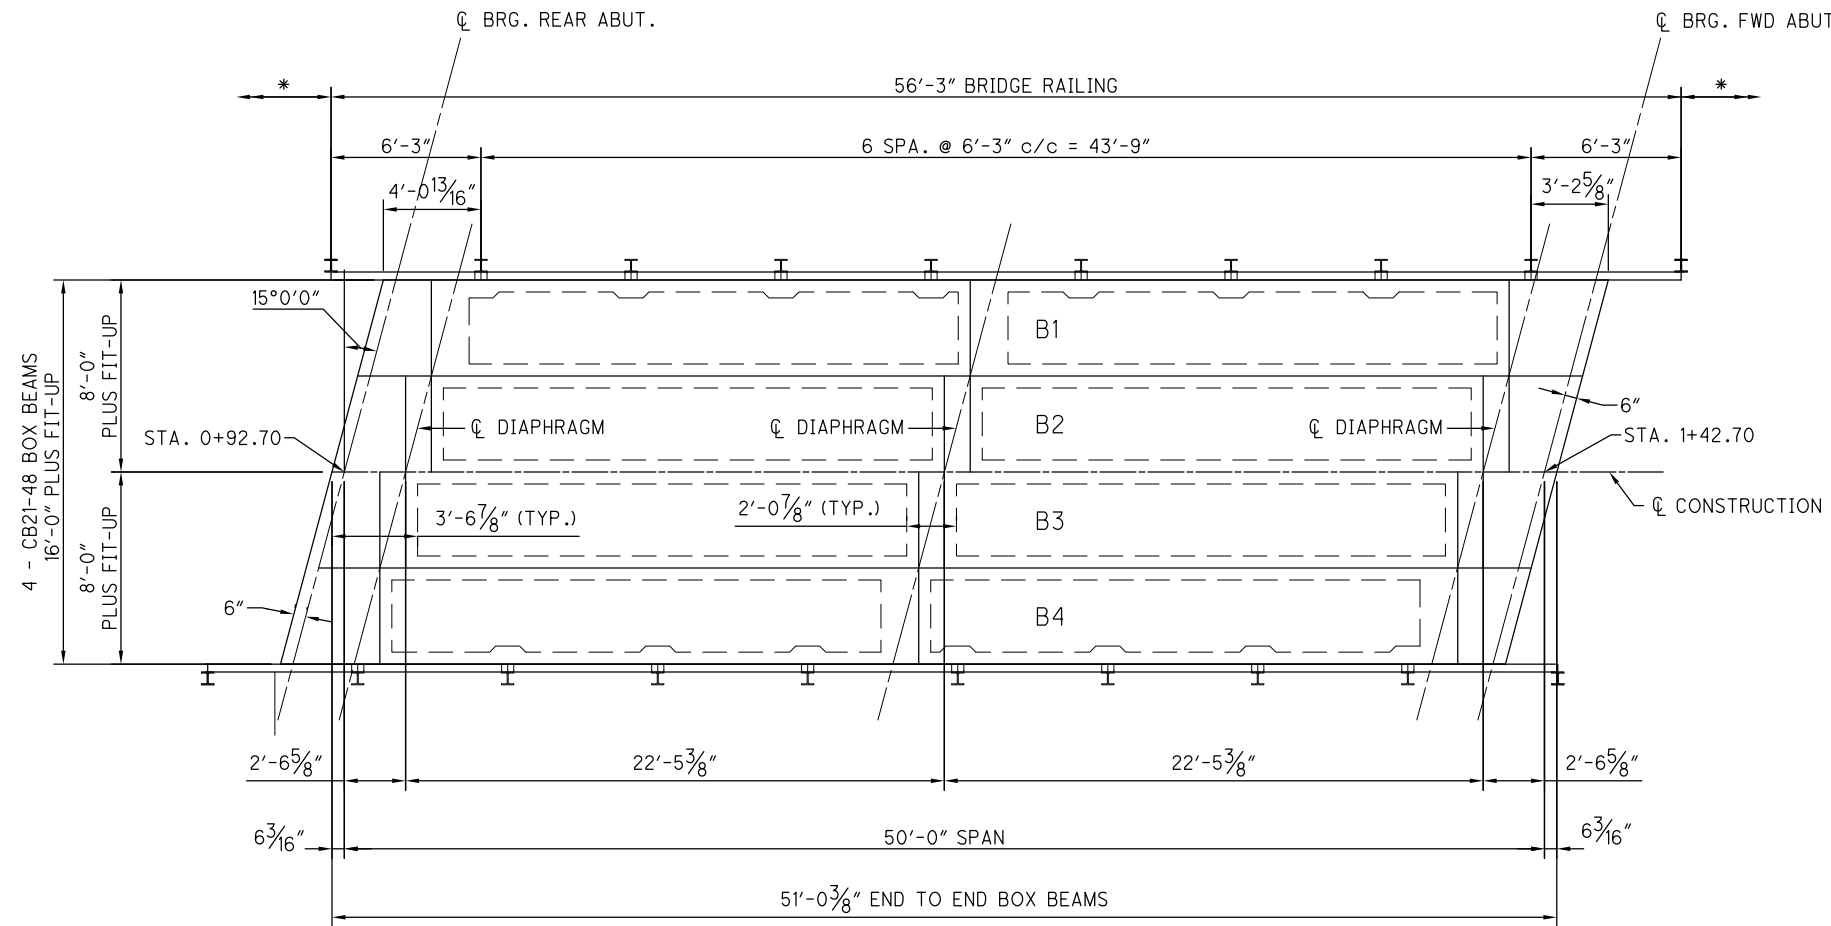 ℄ BRG. REAR ABUT.
℄ BRG. FWD ABUT
*
56'-3" BRIDGE RAILING
*
6'-3"
6 SPA. @ 6'-3" c/c = 43'-9"
6'-3"
4'-0 13/16"
3'-2 5/8"
15°0'0"
B1
4 - CB21-48 BOX BEAMS
16'-0" PLUS FIT-UP
8'-0"
PLUS FIT-UP
℄ DIAPHRAGM
℄ DIAPHRAGM
B2
℄ DIAPHRAGM
6"
STA. 0+92.70
STA. 1+42.70
8'-0"
PLUS FIT-UP
3'-6 7/8" (TYP.)
2'-0 7/8" (TYP.)
B3
℄ CONSTRUCTION
6"
B4
2'-6 5/8"
22'-5 3/8"
22'-5 3/8"
2'-6 5/8"
6 3/16"
50'-0" SPAN
6 3/16"
51'-0 3/8" END TO END BOX BEAMS